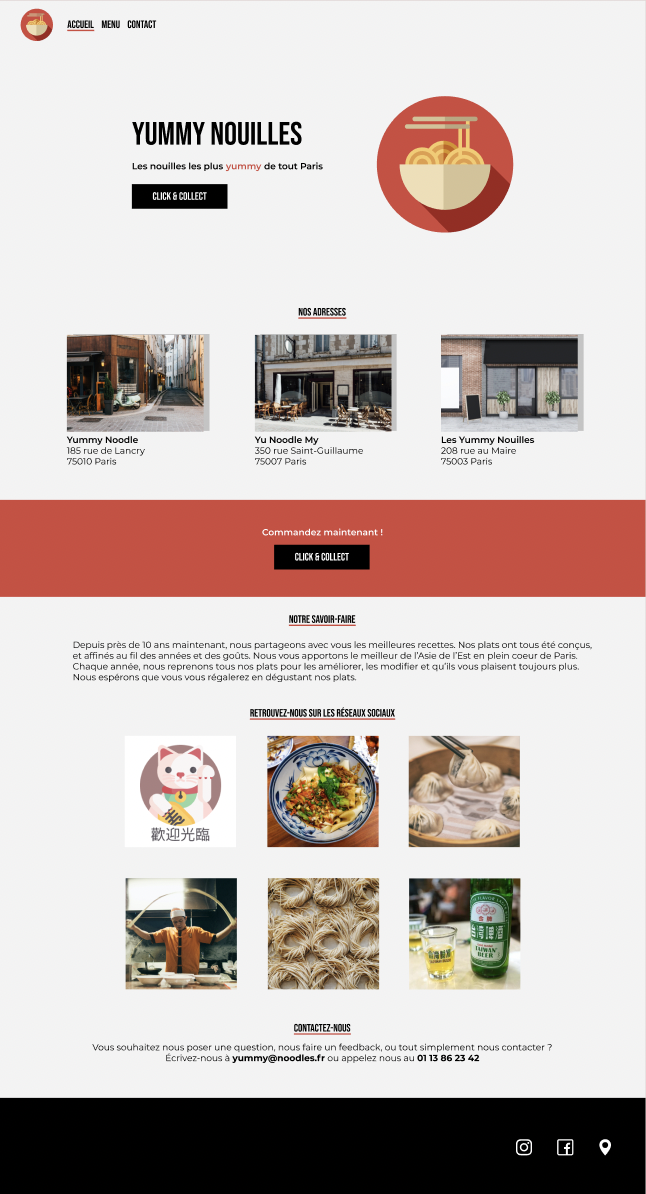 ACCUEIL MENU CONTACT
YUMMY NOUILLES
Les nouilles les plus yummy de tout Paris
CLICK & COLLECT
NOS ADRESSES
Yummy Noodle
185 rue de Lancry
75010 Paris
Yu Noodle My
350 rue Saint-Guillaume
75007 Paris
Les Yummy Nouilles
208 rue au Maire
75003 Paris
Commandez maintenant !
CLICK & COLLECT
NOTRE SAVOIR-FAIRE
Depuis près de 10 ans maintenant, nous partageons avec vous les meilleures recettes. Nos plats ont tous été conçus,
et affinés au fil des années et des goûts. Nous vous apportons le meilleur de l'Asie de l'Est en plein coeur de Paris.
Chaque année, nous reprenons tous nos plats pour les améliorer, les modifier et qu'ils vous plaisent toujours plus.
Nous espérons que vous vous régalerez en dégustant nos plats.
RETROUVEZ-NOUS SUR LES RÉSEAUX SOCIAUX
歡迎光臨
金牌
TAIWAN
BEER
CONTACTEZ-NOUS
Vous souhaitez nous poser une question, nous faire un feedback, ou tout simplement nous contacter ?
Écrivez-nous à yummy@noodles.fr ou appelez nous au 01 13 86 23 42